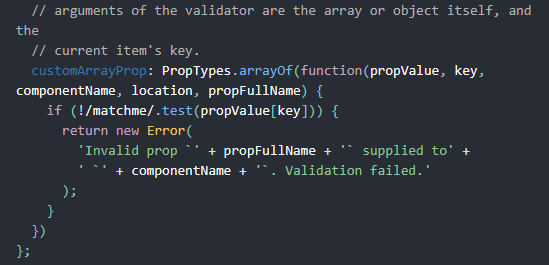 // arguments of the validator are the array or object itself, and
the
// current item's key.
customArrayProp: PropTypes.arrayOf(function(propValue, key,
componentName, location, propFullName) {
if (!/matchme/.test(propValue[key])) {
return new Error(
'Invalid prop `' + propFullName + '` supplied to' +
' `' + componentName + '`. Validation failed.'
);
}
})
};